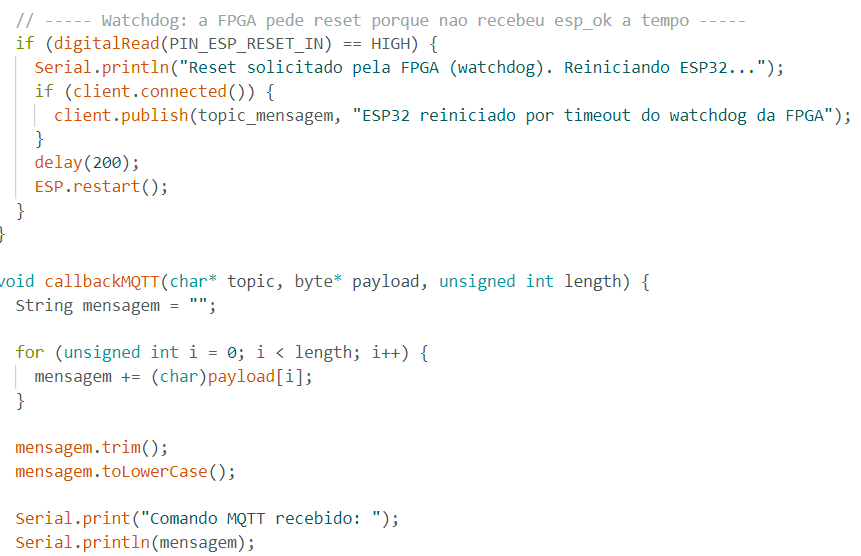 // ----- Watchdog: a FPGA pede reset porque nao recebeu esp_ok a tempo -----
if (digitalRead(PIN_ESP_RESET_IN) == HIGH) {
Serial.println("Reset solicitado pela FPGA (watchdog). Reiniciando ESP32...");
if (client.connected()) {
client.publish(topic_mensagem, "ESP32 reiniciado por timeout do watchdog da FPGA");
}
delay(200);
ESP.restart();
}
}
void callbackMQTT(char* topic, byte* payload, unsigned int length) {
String mensagem = "";
for (unsigned int i = 0; i < length; i++) {
mensagem += (char)payload[i];
}
mensagem.trim();
mensagem.toLowerCase();
Serial.print("Comando MQTT recebido: ");
Serial.println(mensagem);